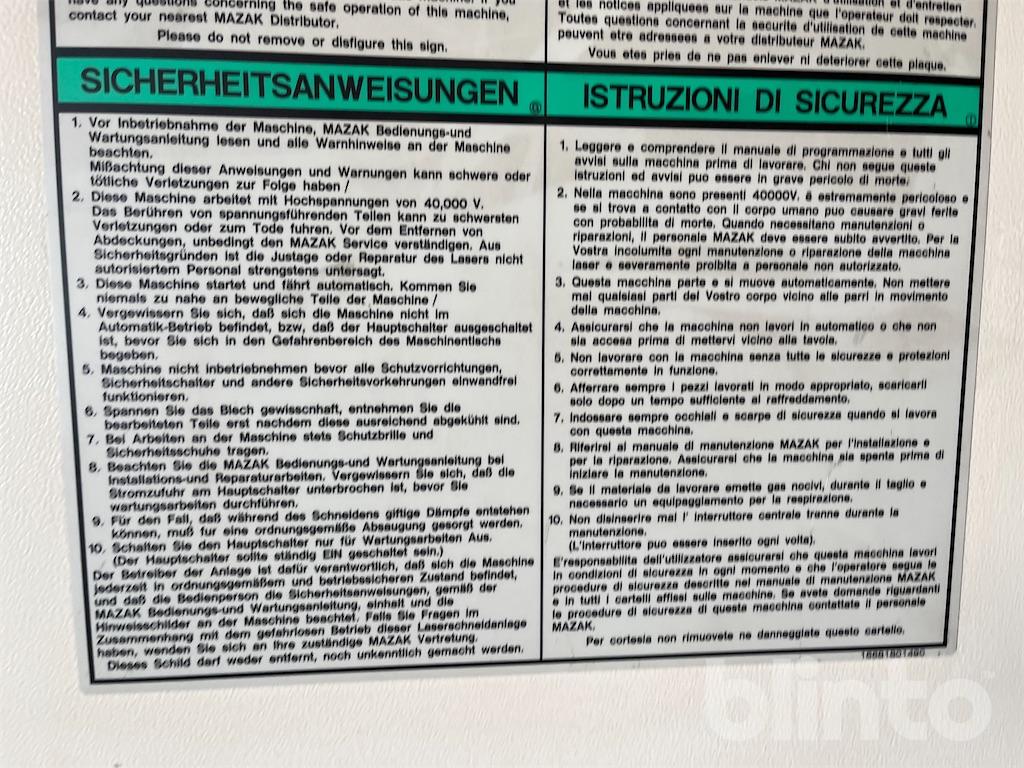 have any questions concerning the safe operation of this machine,
contact your nearest MAZAK Distributor.
Please do not remove or disfigure this sign.
et les notices appliquees sur la machine que l'operateur doit respecter.
Toutes questions concernant la securite d'utilisation de cette machine
peuvent etre adressees a votre distributeur MAZAK.
Vous etes pries de ne pas enlever ni deteriorer cette plaque.
SICHERHEITSANWEISUNGEN G
1. Vor Inbetriebnahme der Maschine, MAZAK Bedienungs-und
Wartungsanleitung lesen und alle Warnhinweise an der Maschine
beachten.
Mißachtung dieser Anweisungen und Warnungen kann schwere oder
tötliche Verletzungen zur Folge haben /
2. Diese Maschine arbeitet mit Hochspannungen von 40,000 V.
Das Berühren von spannungsführenden Teilen kann zu schwersten
Verletzungen oder zum Tode fuhren. Vor dem Entfernen von
Abdeckungen, unbedingt den MAZAK Service verständigen. Aus
Sicherheitsgründen ist die Justage oder Reparatur des Lasers nicht
autorisiertem Personal strengstens untersagt.
3. Diese Maschine startet und fährt automatisch. Kommen Sie
niemals zu nahe an bewegliche Teile der Maschine /
4. Vergewissern Sie sich, daß sich die Maschine nicht im
Automatik-Betrieb befindet, bzw, daß der Hauptschalter ausgeschaltet
ist, bevor Sie sich in den Gefahrenbereich des Maschinentischs
begeben.
5. Maschine nicht inbetriebnehmen bevor alle Schutzvorrichtungen,
Sicherheitschalter und andere Sicherheitsvorkehrungen einwandfrei
funktionieren.
6. Spannen Sie das Blech gewissnhaft, entnehmen Sie die
bearbeiteten Teile erst nachdem diese ausreichend abgekühlt sind.
7. Bei Arbeiten an der Maschine stets Schutzbrille und
Sicherheitsschuhe tragen.
8. Beachten Sie die MAZAK Bedienungs-und Wartungsanleitung bei
Installations-und Reparaturarbeiten. Vergewissern Sie sich, daß die
Stromzufuhr am Hauptschalter unterbrochen ist, bevor Sie
wartungsarbeiten durchführen.
9. Für den Fall, daß während des Schneidens giftige Dämpfe entstehen
können, muß fur eine ordnungsgemäße Absaugung gesorgt werden.
10. Schalten Sie den Hauptschalter nur für Wartungsarbeiten Aus.
(Der Hauptschalter sollte ständig EIN geschaltet sein.)
Der Betreiber der Anlage ist dafür verantwortlich, daß sich die Maschine
jederzeit in ordnungsgemäßem und betriebssicheren Zustand befindet,
und daß die Bedienperson die Sicherheitsanweisungen, gemäß der
MAZAK Bedienungs-und Wartungsanleitung, einhalt und die
Hinweisschilder an der Maschine beachtet. Falls Sie Fragen im
Zusammenhang mit dem gefahrlosen Betrieb dieser Laserschneidanlage
haben, wenden Sie sich an Ihre zuständige MAZAK Vertretung.
Dieses Schild darf weder entfernt, noch unkenntlich gemacht werden.
ISTRUZIONI DI SICUREZZA I
1. Leggere e comprendere il manuale di programmazione e tutti gli
avvisi sulla macchina prima di lavorare. Chi non segue queste
istruzioni ed avvisi puo essere in grave pericolo di morte.
2. Nella macchina sono presenti 40000V. é estremamente pericoloso e
se si trova a contatto con il corpo umano puo causare gravi ferite
con probabilita di morte. Quando necessitano manutenzioni o
riparazioni, il personale MAZAK deve essere subito avvertito. Per la
Vostra incolumita ogni manutenzione o riparazione della macchina
laser e severamente proibita a personale non autorizzato.
3. Questa macchina parte e si muove automaticamente. Non mettere
mai qualsiasi parti del Vostro corpo vicino alle parri in movimento
della macchina.
4. Assicurarsi che la macchina non lavori in automatico o che non
sia accesa prima di mettervi vicino alla tavola.
5. Non lavorare con la macchina senza tutte le sicurezze e protezioni
correttamente in funzione.
6. Afferrare sempre i pezzi lavorati in modo appropriato, scaricarli
solo dopo un tempo sufficiente al raffreddamento.
7. Indossare sempre occhiali e scarpe di sicurezza quando si lavora
con questa macchina.
8. Riferirsi al manuale di manutenzione MAZAK per l'installazione e
per la riparazione. Assicurarsi che la macchina sia spenta prima di
iniziare la manutenzione.
9. Se il materiale da lavorare emette gas nocivi, durante il taglio e
necessario un equipaggiamento per la respirazione.
10. Non disinserire mai l' interruttore centrale tranne durante la
manutenzione.
(L'interruttore puo essere inserito ogni volta).
E'responsabilita dell'utilizzatore assicurarsi che questa macchina lavori
in condizioni di sicurezza in ogni momento e che l'operatore segue le
procedure di sicurezza descritte nel manuale di manutenzione MAZAK
e in tutti i cartelli affissi sulle macchine. Se avete domande riguardanti
le procedure di sicurezza di questa macchina contattate il personale
MAZAK.
Per cortesia non rimuovete ne danneggiate questo cartello.
16681801490
blinto